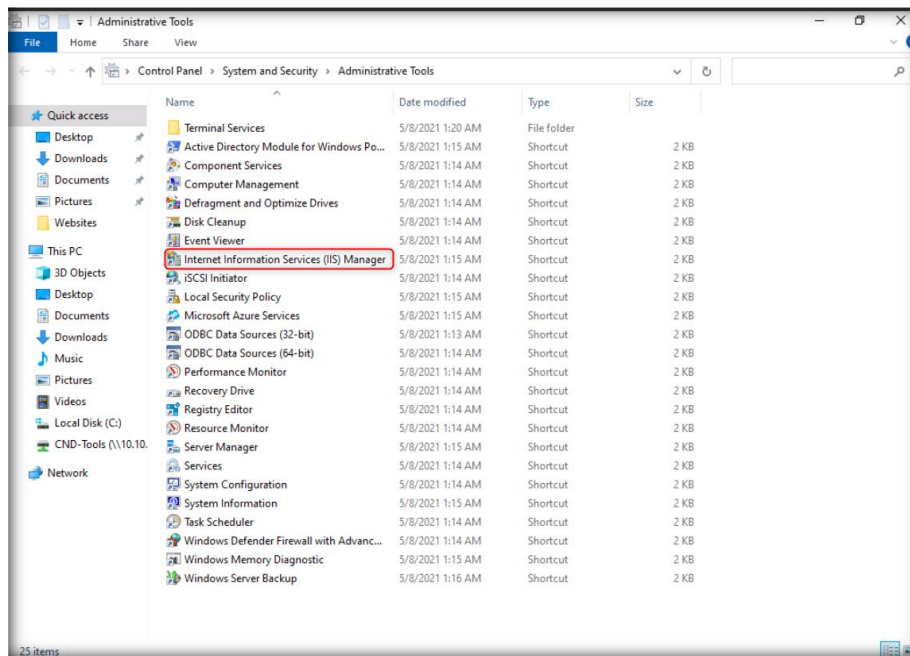 Administrative Tools
File Home Share View
Control Panel > System and Security > Administrative Tools
Name Date modified Type Size
Quick access
Desktop
Downloads
Documents
Pictures
Websites
This PC
3D Objects
Desktop
Documents
Downloads
Music
Pictures
Videos
Local Disk (C:)
CND-Tools (\\10.10.
Network
Terminal Services 5/8/2021 1:20 AM File folder
Active Directory Module for Windows Po... 5/8/2021 1:15 AM Shortcut 2 KB
Component Services 5/8/2021 1:14 AM Shortcut 2 KB
Computer Management 5/8/2021 1:14 AM Shortcut 2 KB
Defragment and Optimize Drives 5/8/2021 1:14 AM Shortcut 2 KB
Disk Cleanup 5/8/2021 1:14 AM Shortcut 2 KB
Event Viewer 5/8/2021 1:14 AM Shortcut 2 KB
Internet Information Services (IIS) Manager 5/8/2021 1:15 AM Shortcut 2 KB
iSCSI Initiator 5/8/2021 1:14 AM Shortcut 2 KB
Local Security Policy 5/8/2021 1:15 AM Shortcut 2 KB
Microsoft Azure Services 5/8/2021 1:15 AM Shortcut 2 KB
ODBC Data Sources (32-bit) 5/8/2021 1:13 AM Shortcut 2 KB
ODBC Data Sources (64-bit) 5/8/2021 1:14 AM Shortcut 2 KB
Performance Monitor 5/8/2021 1:14 AM Shortcut 2 KB
Recovery Drive 5/8/2021 1:14 AM Shortcut 2 KB
Registry Editor 5/8/2021 1:14 AM Shortcut 2 KB
Resource Monitor 5/8/2021 1:14 AM Shortcut 2 KB
Server Manager 5/8/2021 1:15 AM Shortcut 2 KB
Services 5/8/2021 1:14 AM Shortcut 2 KB
System Configuration 5/8/2021 1:14 AM Shortcut 2 KB
System Information 5/8/2021 1:15 AM Shortcut 2 KB
Task Scheduler 5/8/2021 1:14 AM Shortcut 2 KB
Windows Defender Firewall with Advanc... 5/8/2021 1:14 AM Shortcut 2 KB
Windows Memory Diagnostic 5/8/2021 1:15 AM Shortcut 2 KB
Windows Server Backup 5/8/2021 1:16 AM Shortcut 2 KB
25 items